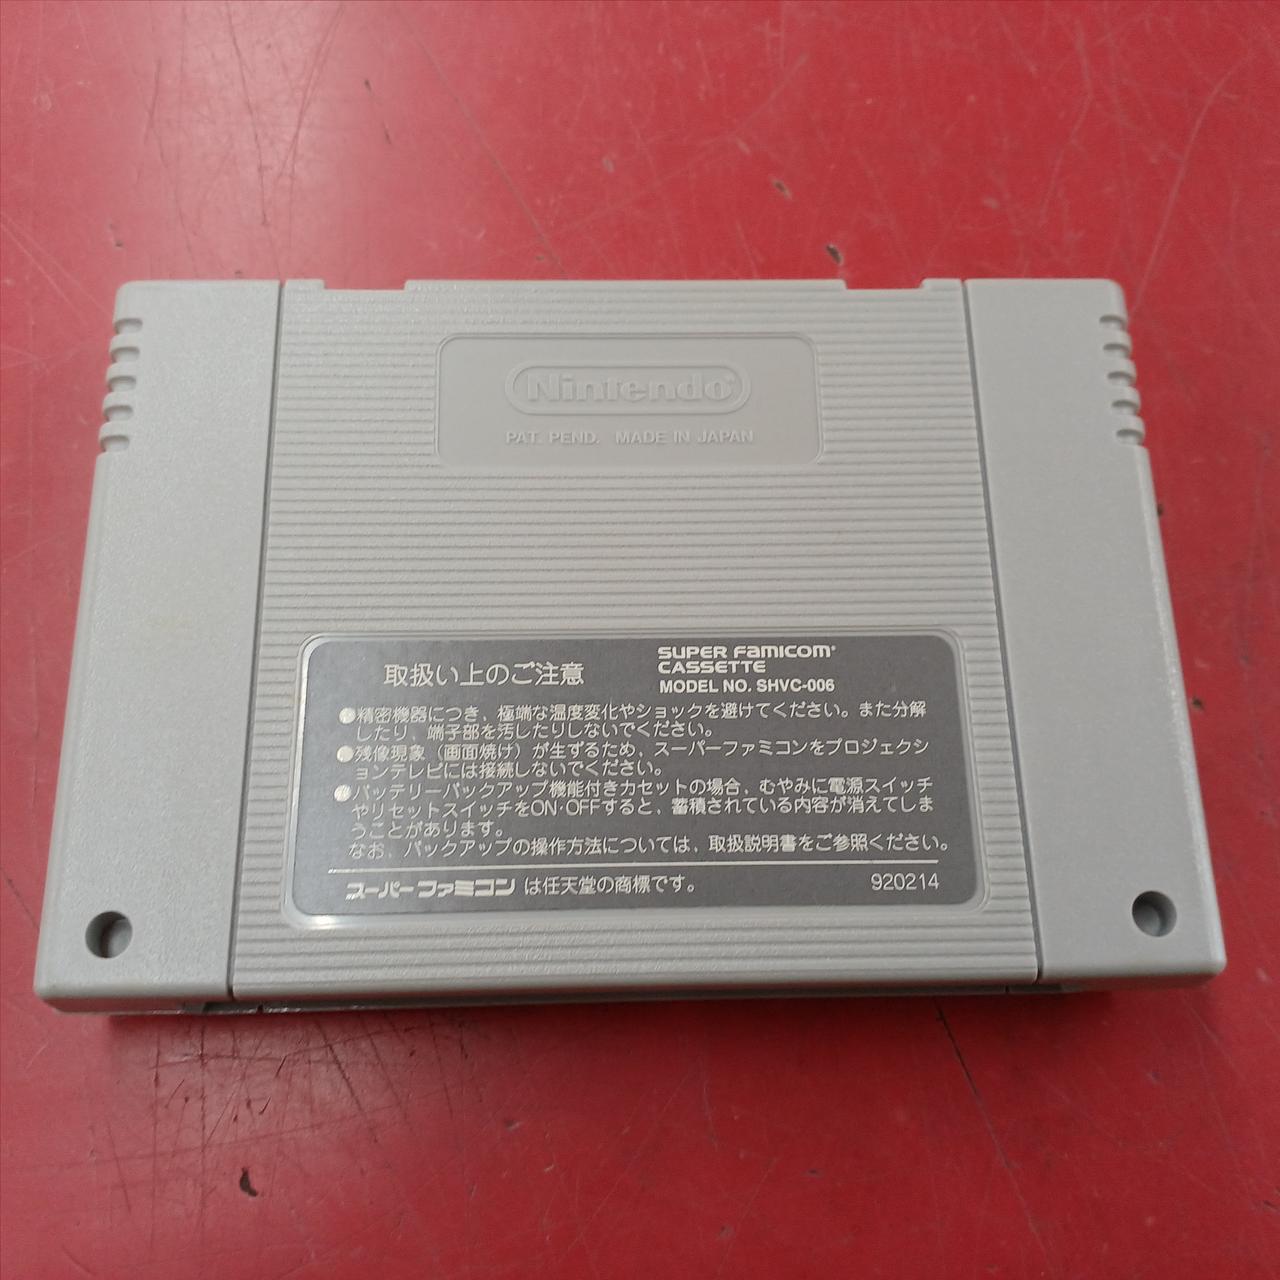 Nintendo®
PAT. PEND. MADE IN JAPAN
取扱い上のご注意
SUPER FAMICOM®
CASSETTE
MODEL NO. SHVC-006
●精密機器につき、極端な温度変化やショックを避けてください。また分解
したり、端子部を汚したりしないでください。
●残像現象（画面焼け）が生ずるため、スーパーファミコンをプロジェクシ
ョンテレビには接続しないでください。
●バッテリーバックアップ機能付きカセットの場合、むやみに電源スイッチ
やリセットスイッチをON・OFFすると、蓄積されている内容が消えてしま
うことがあります。
なお、バックアップの操作方法については、取扱説明書をご参照ください。
スーパーファミコンは任天堂の商標です。
920214